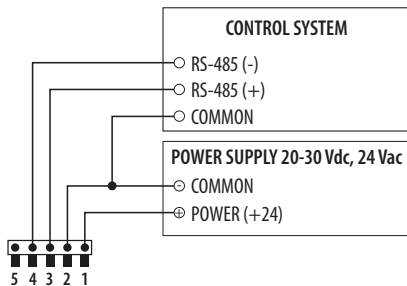 CONTROL SYSTEM
RS-485 (-)
RS-485 (+)
COMMON
POWER SUPPLY 20-30 Vdc, 24 Vac
- COMMON
+ POWER (+24)
5 4 3 2 1